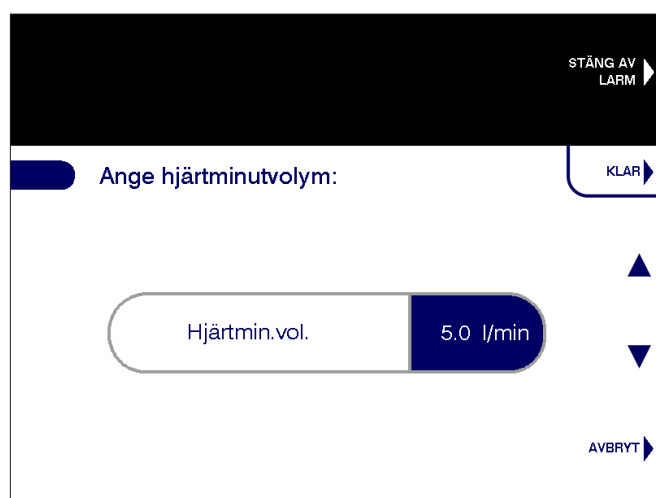 STÄNG AV
LARM
Ange hjärtminutvolym:
KLAR
Hjärtmin.vol.
5.0 l/min
AVBRYT